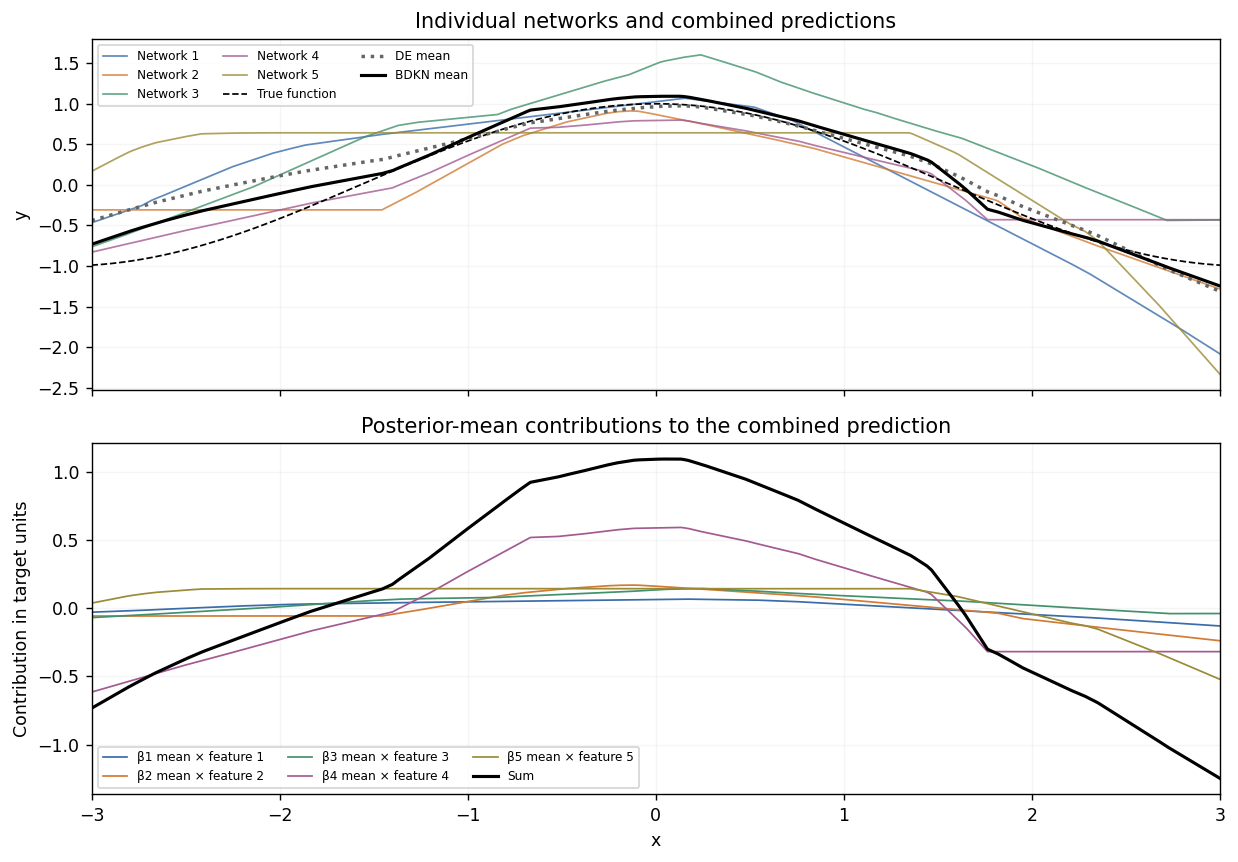 Individual networks and combined predictions
Network 1 Network 4 DE mean
Network 2 Network 5 BDKN mean
Network 3 True function
1.5
1.0
0.5
0.0
−0.5
−1.0
−1.5
−2.0
−2.5
y
Posterior-mean contributions to the combined prediction
1.0
0.5
0.0
−0.5
−1.0
Contribution in target units
β1 mean × feature 1 β3 mean × feature 3 β5 mean × feature 5
β2 mean × feature 2 β4 mean × feature 4 Sum
−3 −2 −1 0 1 2 3
x